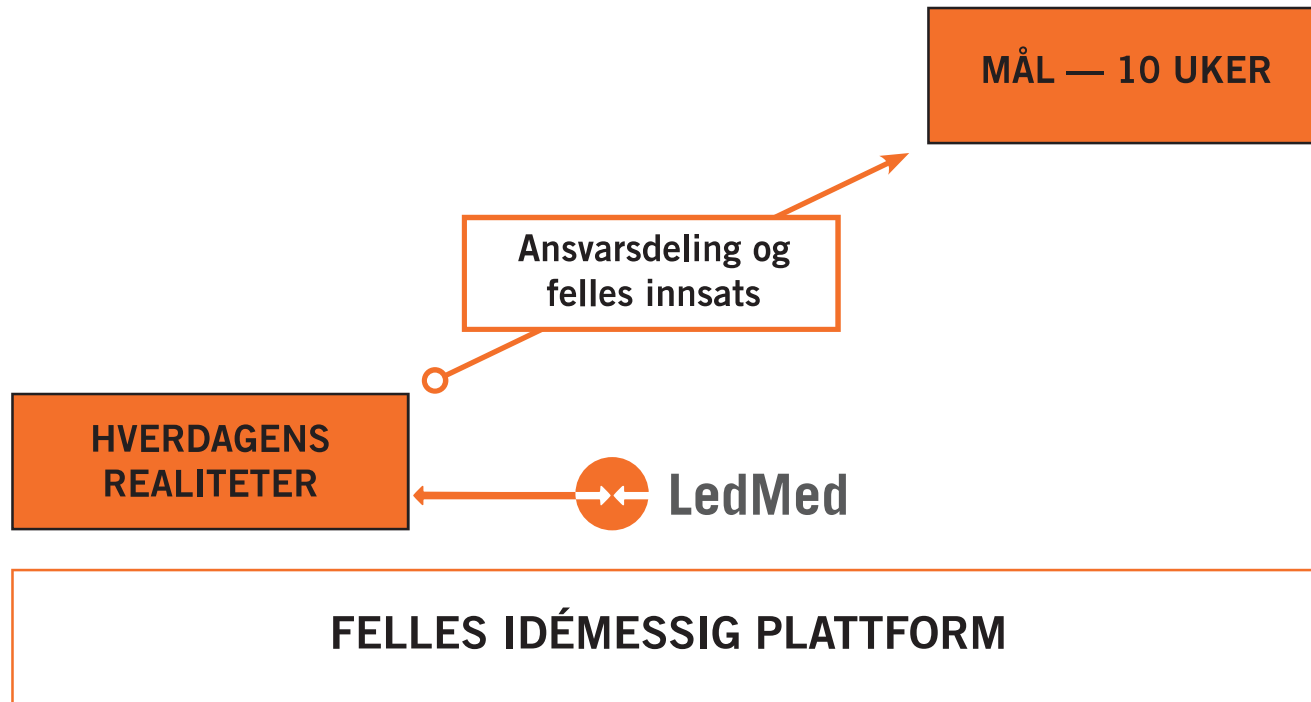 MÅL — 10 UKER
Ansvarsdeling og
felles innsats
HVERDAGENS
REALITETER
LedMed
FELLES IDÉMESSIG PLATTFORM